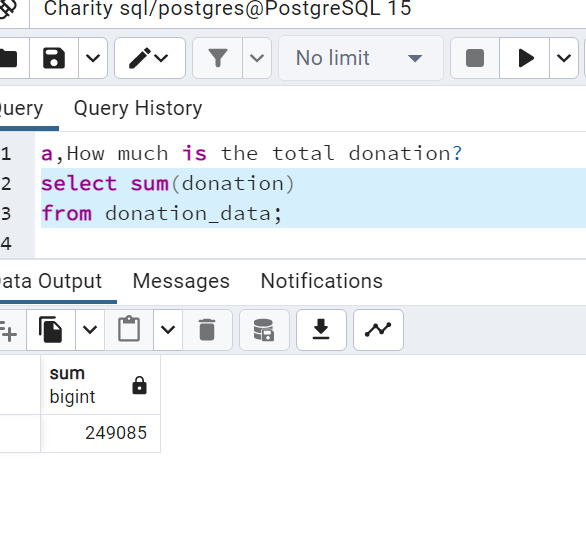 Charity sql/postgres@PostgreSQL 15
No limit
uery Query History
1 a,How much is the total donation?
2 select sum(donation)
3 from donation_data;
4
ata Output Messages Notifications
sum
bigint
249085